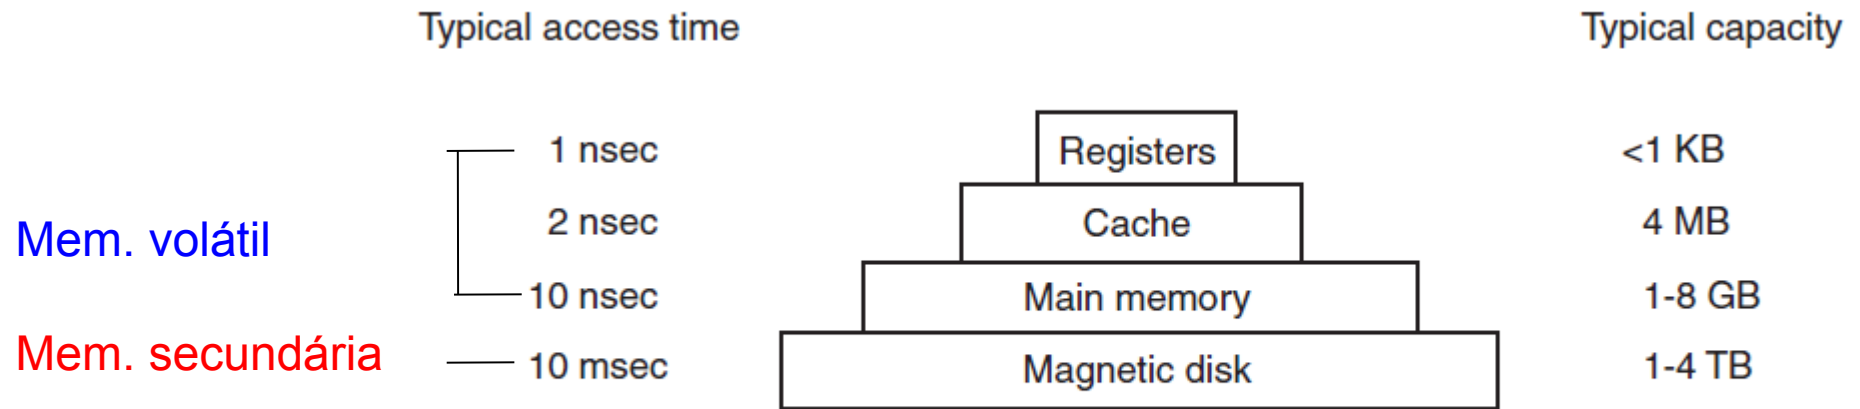 Typical access time Typical capacity
1 nsec Registers <1 KB
2 nsec Cache 4 MB
Mem. volátil
10 nsec Main memory 1-8 GB
Mem. secundária
10 msec Magnetic disk 1-4 TB